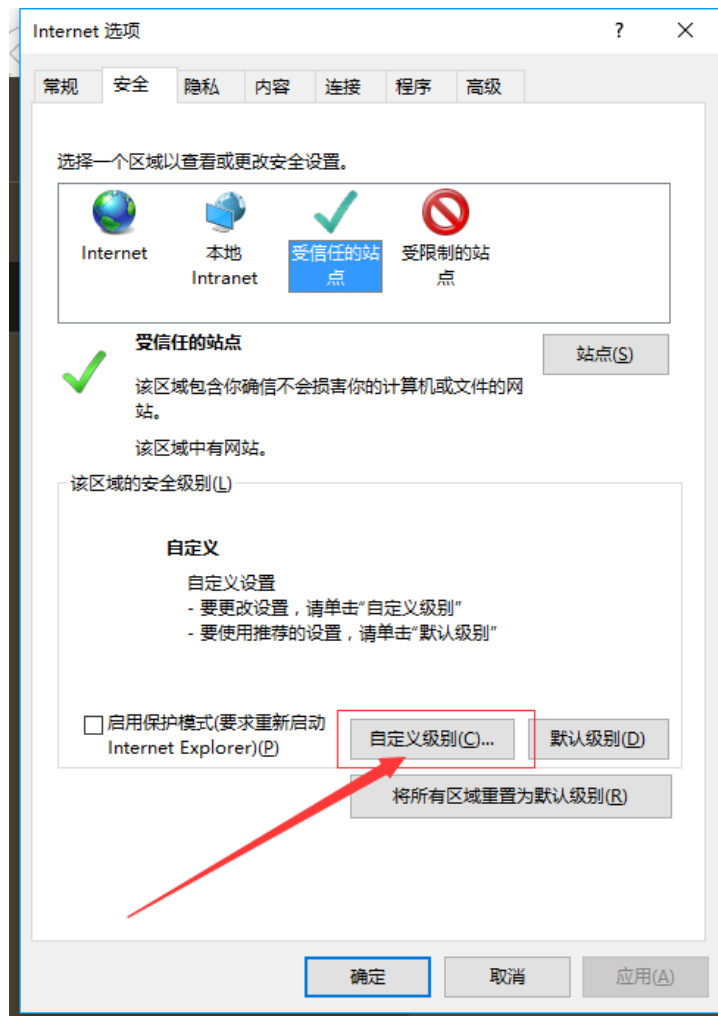 Internet 选项
?
常规 安全 隐私 内容 连接 程序 高级
选择一个区域以查看或更改安全设置。
Internet
本地
Intranet
受信任的站
点
受限制的站
点
受信任的站点
站点(S)
该区域包含你确信不会损害你的计算机或文件的网
站。
该区域中有网站。
该区域的安全级别(L)
自定义
自定义设置
- 要更改设置，请单击“自定义级别”
- 要使用推荐的设置，请单击“默认级别”
启用保护模式(要求重新启动
Internet Explorer)(P)
自定义级别(C)...
默认级别(D)
将所有区域重置为默认级别(R)
确定 取消 应用(A)